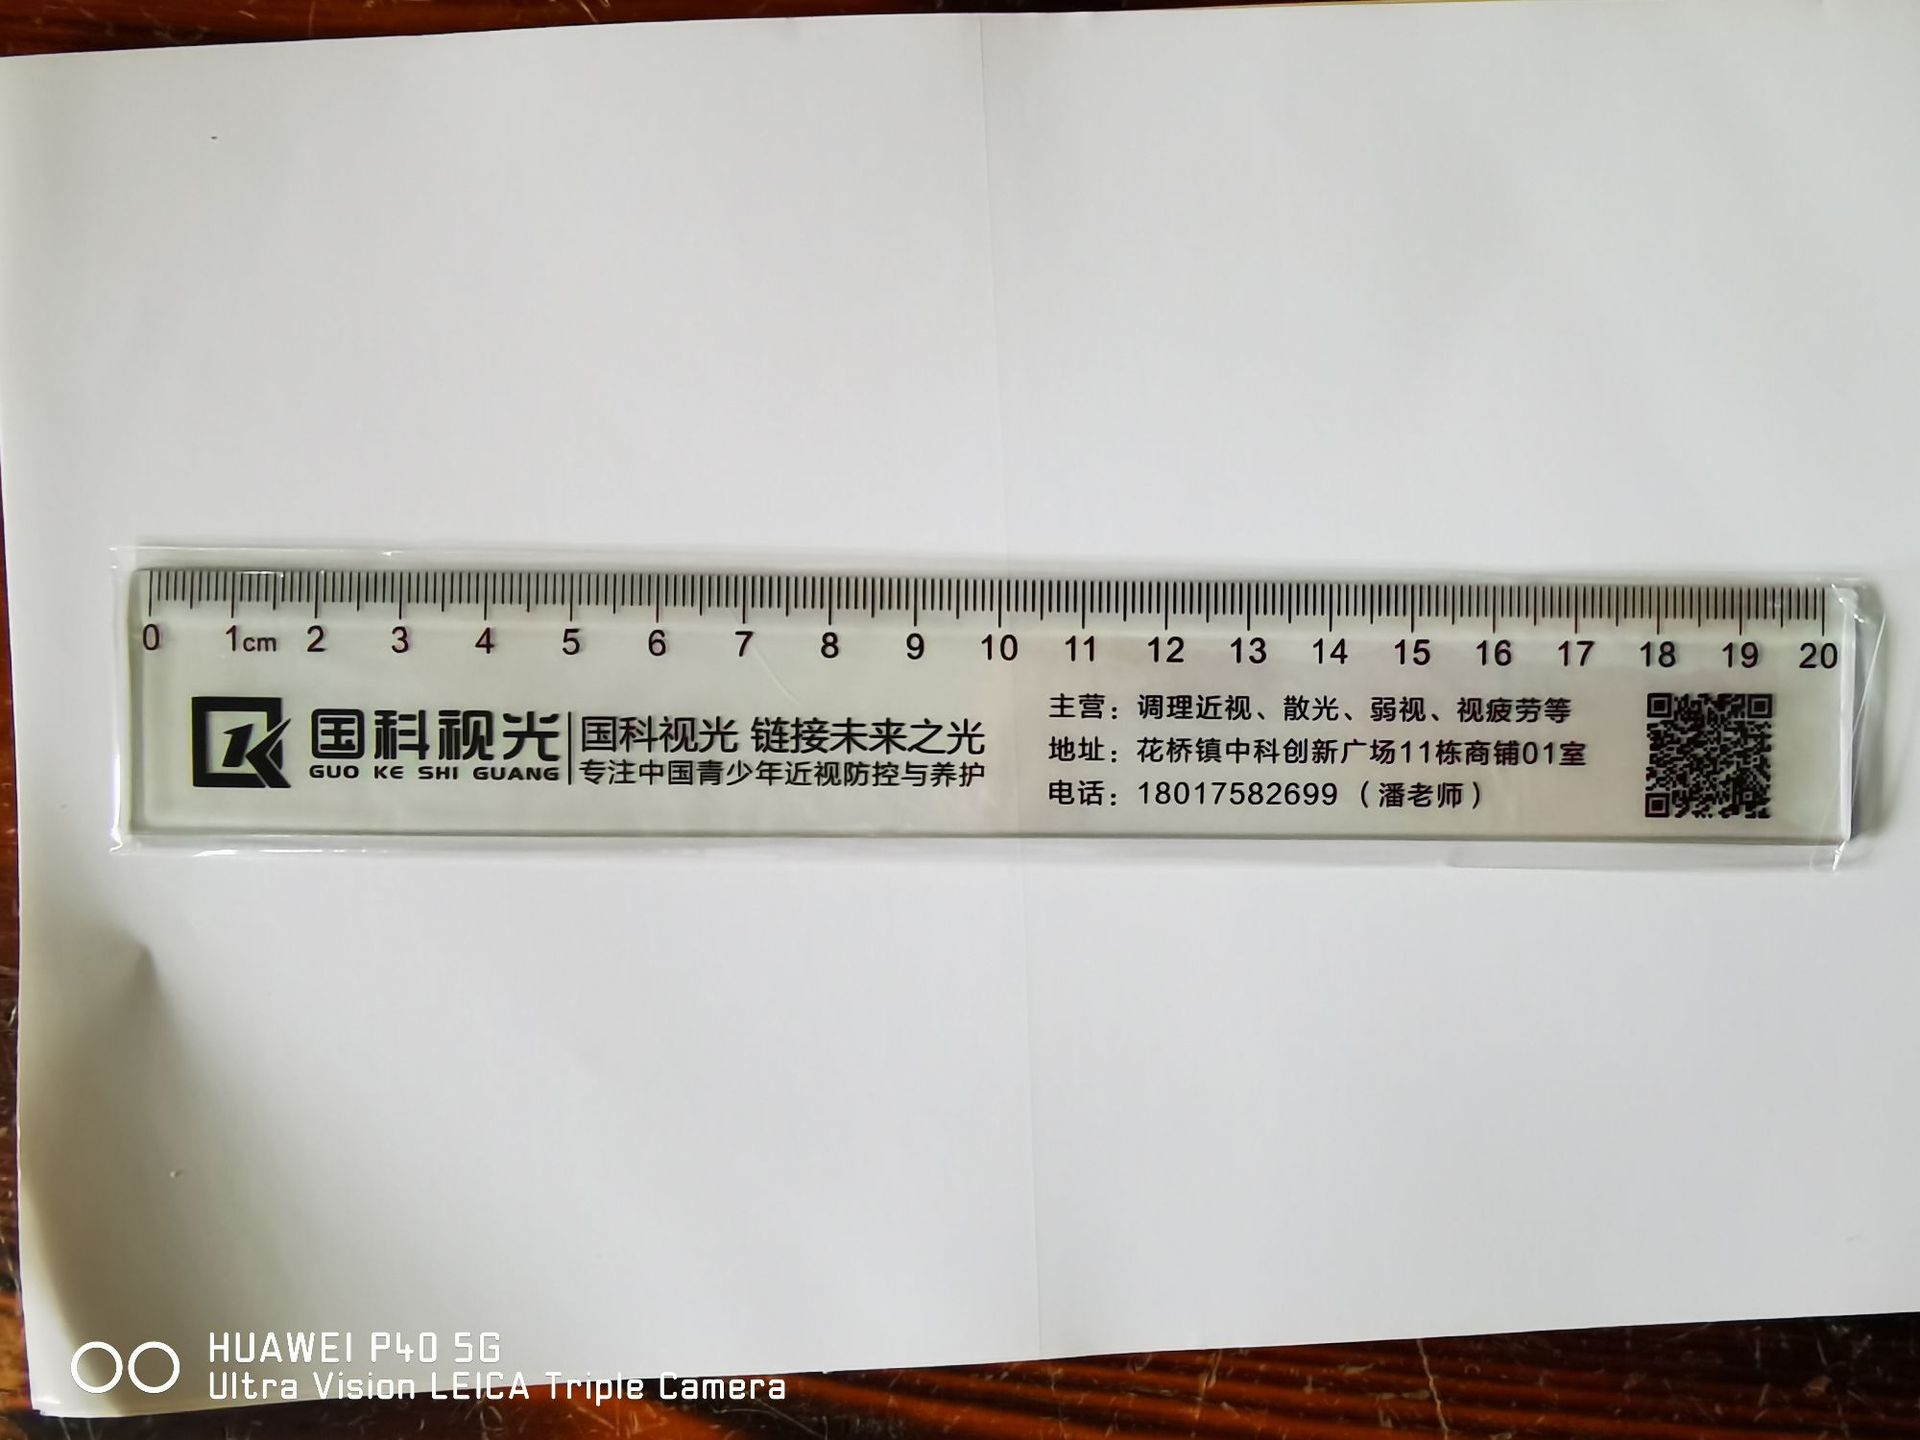 0 1cm 2 3 4 5 6 7 8 9 10 11 12 13 14 15 16 17 18 19 20
国科视光
GUO KE SHI GUANG
国科视光 链接未来之光
专注中国青少年近视防控与养护
主营：调理近视、散光、弱视、视疲劳等
地址：花桥镇中科创新广场11栋商铺01室
电话：18017582699（潘老师）
HUAWEI P40 5G
Ultra Vision LEICA Triple Camera